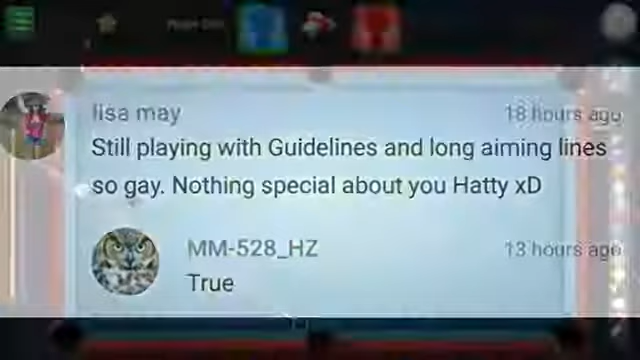 lisa may
18 hours ago
Still playing with Guidelines and long aiming lines
so gay. Nothing special about you Hatty xD
MM-528_HZ
13 hours ago
True